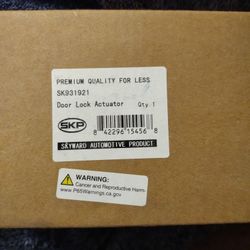 PREMIUM QUALITY FOR LESS
SK931921
Door Lock Actuator Qty 1
SKP
8 42296 15456 8
SKYWARD AUTOMOTIVE PRODUCT
WARNING:
Cancer and Reproductive Harm
www.P65Warnings.ca.gov